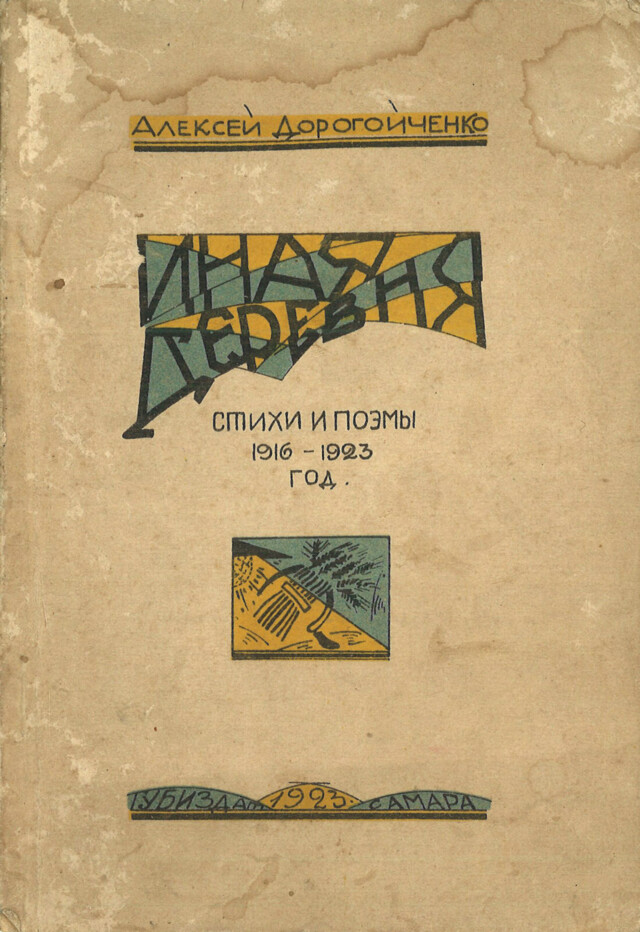 АЛЕКСЕЙ ДОРОГОЙЧЕНКО
ИНАЯ
ДЕРЕВНЯ
СТИХИ И ПОЭМЫ
1916 – 1923
ГОД.
ГУБИЗДАТ 1923. САМАРА